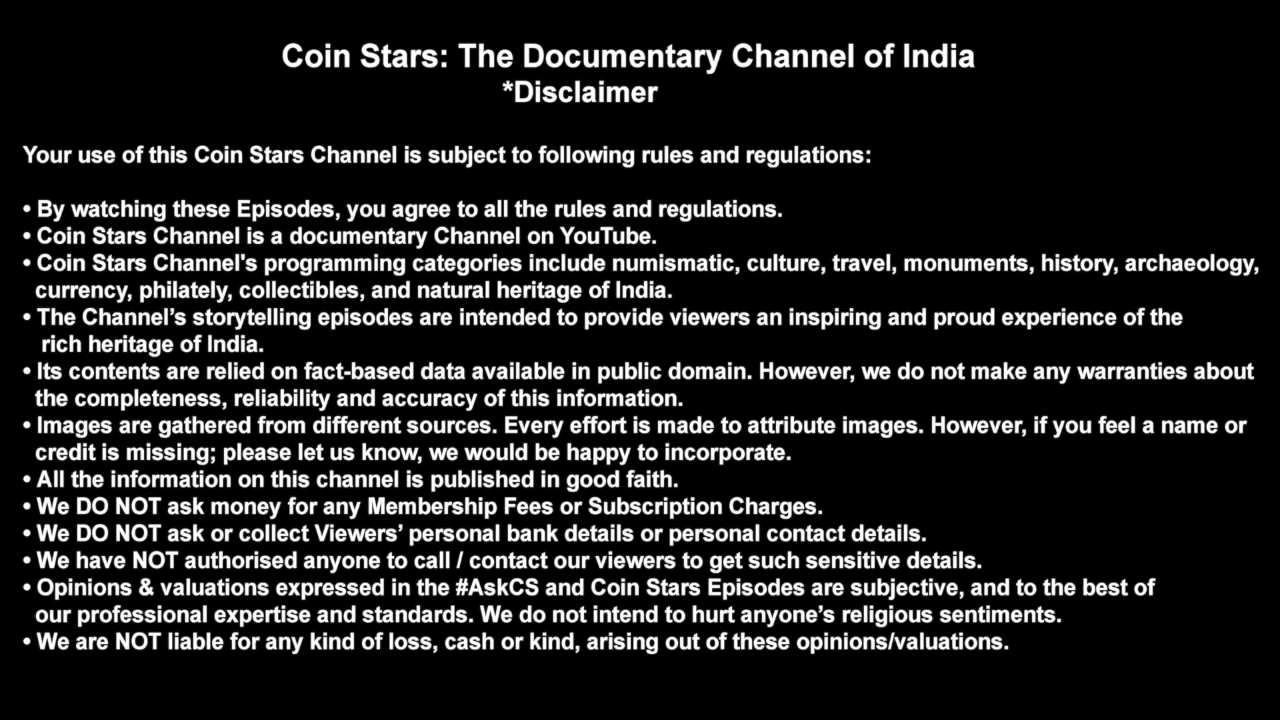 Coin Stars: The Documentary Channel of India
*Disclaimer
Your use of this Coin Stars Channel is subject to following rules and regulations:
• By watching these Episodes, you agree to all the rules and regulations.
• Coin Stars Channel is a documentary Channel on YouTube.
• Coin Stars Channel's programming categories include numismatic, culture, travel, monuments, history, archaeology,
currency, philately, collectibles, and natural heritage of India.
• The Channel’s storytelling episodes are intended to provide viewers an inspiring and proud experience of the
rich heritage of India.
• Its contents are relied on fact-based data available in public domain. However, we do not make any warranties about
the completeness, reliability and accuracy of this information.
• Images are gathered from different sources. Every effort is made to attribute images. However, if you feel a name or
credit is missing; please let us know, we would be happy to incorporate.
• All the information on this channel is published in good faith.
• We DO NOT ask money for any Membership Fees or Subscription Charges.
• We DO NOT ask or collect Viewers’ personal bank details or personal contact details.
• We have NOT authorised anyone to call / contact our viewers to get such sensitive details.
• Opinions & valuations expressed in the #AskCS and Coin Stars Episodes are subjective, and to the best of
our professional expertise and standards. We do not intend to hurt anyone’s religious sentiments.
• We are NOT liable for any kind of loss, cash or kind, arising out of these opinions/valuations.